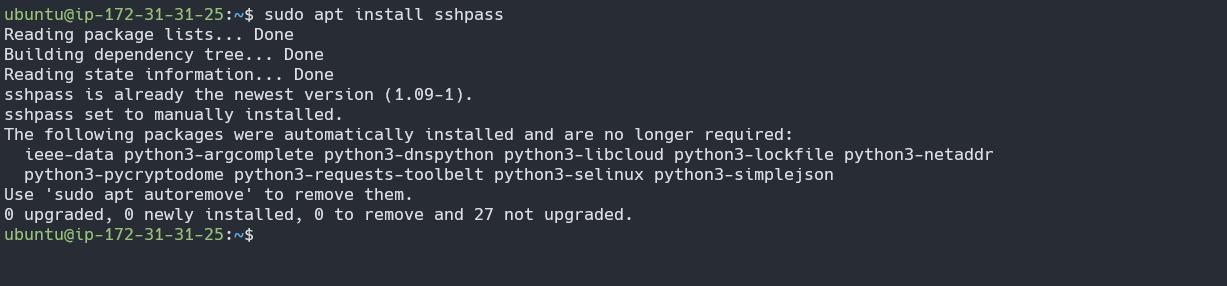 ubuntu@ip-172-31-31-25:~$ sudo apt install sshpass
Reading package lists... Done
Building dependency tree... Done
Reading state information... Done
sshpass is already the newest version (1.09-1).
sshpass set to manually installed.
The following packages were automatically installed and are no longer required:
  ieee-data python3-argcomplete python3-dnspython python3-libcloud python3-lockfile python3-netaddr
  python3-pycryptodome python3-requests-toolbelt python3-selinux python3-simplejson
Use 'sudo apt autoremove' to remove them.
0 upgraded, 0 newly installed, 0 to remove and 27 not upgraded.
ubuntu@ip-172-31-31-25:~$